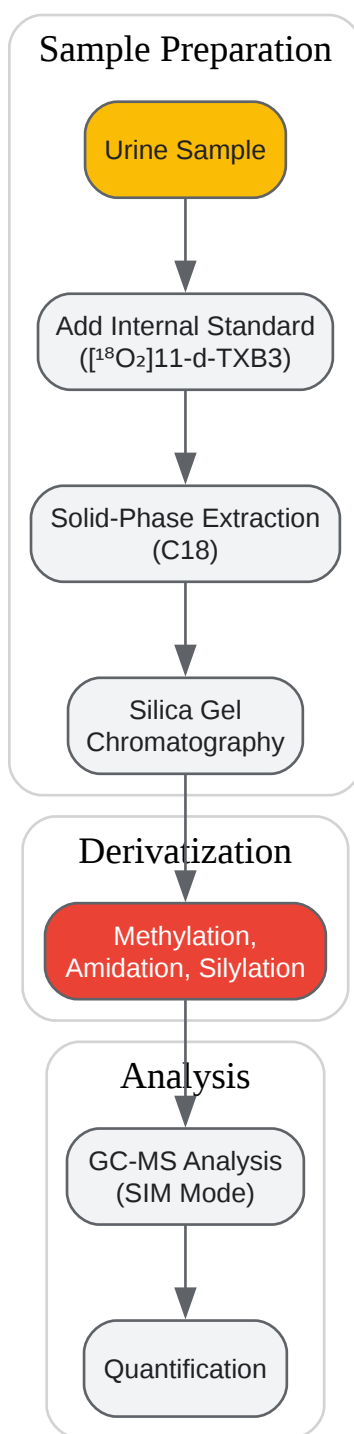 Sample Preparation
Urine Sample
Add Internal Standard
([¹⁸O₂]11-d-TXB3)
Solid-Phase Extraction
(C18)
Silica Gel
Chromatography
Derivatization
Methylation,
Amidation, Silylation
Analysis
GC-MS Analysis
(SIM Mode)
Quantification